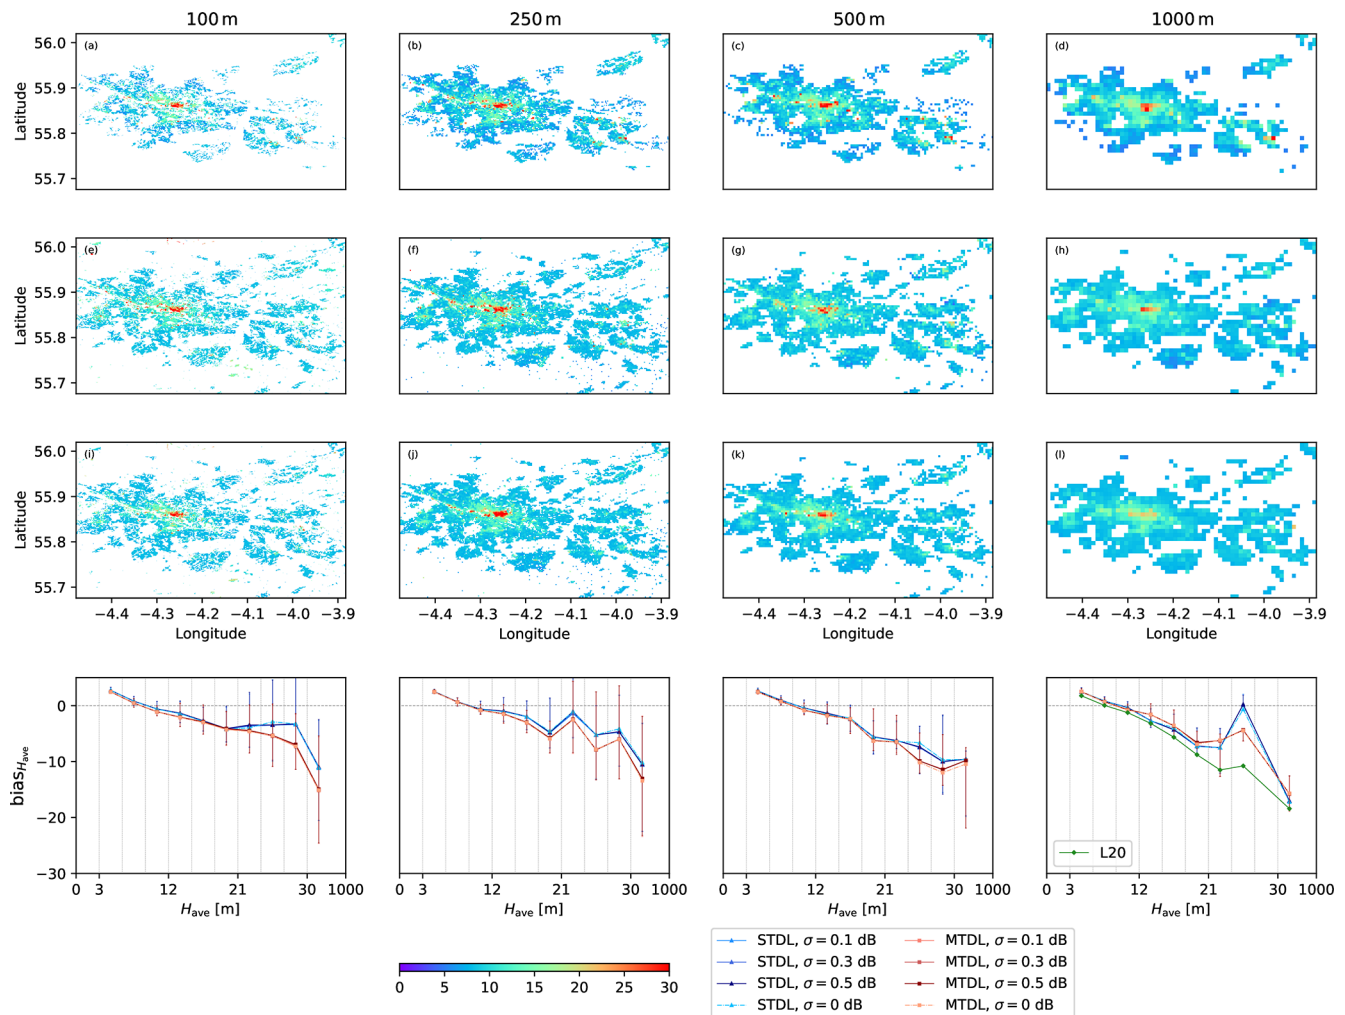 100 m 250 m 500 m 1000 m
(a) (b) (c) (d)
56.0
55.9
55.8
55.7
Latitude
(e) (f) (g) (h)
56.0
55.9
55.8
55.7
Latitude
(i) (j) (k) (l)
56.0
55.9
55.8
55.7
Latitude
−4.4 −4.3 −4.2 −4.1 −4.0 −3.9 −4.4 −4.3 −4.2 −4.1 −4.0 −3.9 −4.4 −4.3 −4.2 −4.1 −4.0 −3.9 −4.4 −4.3 −4.2 −4.1 −4.0 −3.9
Longitude Longitude Longitude Longitude
0
−10
−20
−30
bias_Have
L20
0 3 12 21 30 1000 0 3 12 21 30 1000 0 3 12 21 30 1000 0 3 12 21 30 1000
Have [m] Have [m] Have [m] Have [m]
0 5 10 15 20 25 30
STDL, σ = 0.1 dB MTDL, σ = 0.1 dB
STDL, σ = 0.3 dB MTDL, σ = 0.3 dB
STDL, σ = 0.5 dB MTDL, σ = 0.5 dB
STDL, σ = 0 dB MTDL, σ = 0 dB